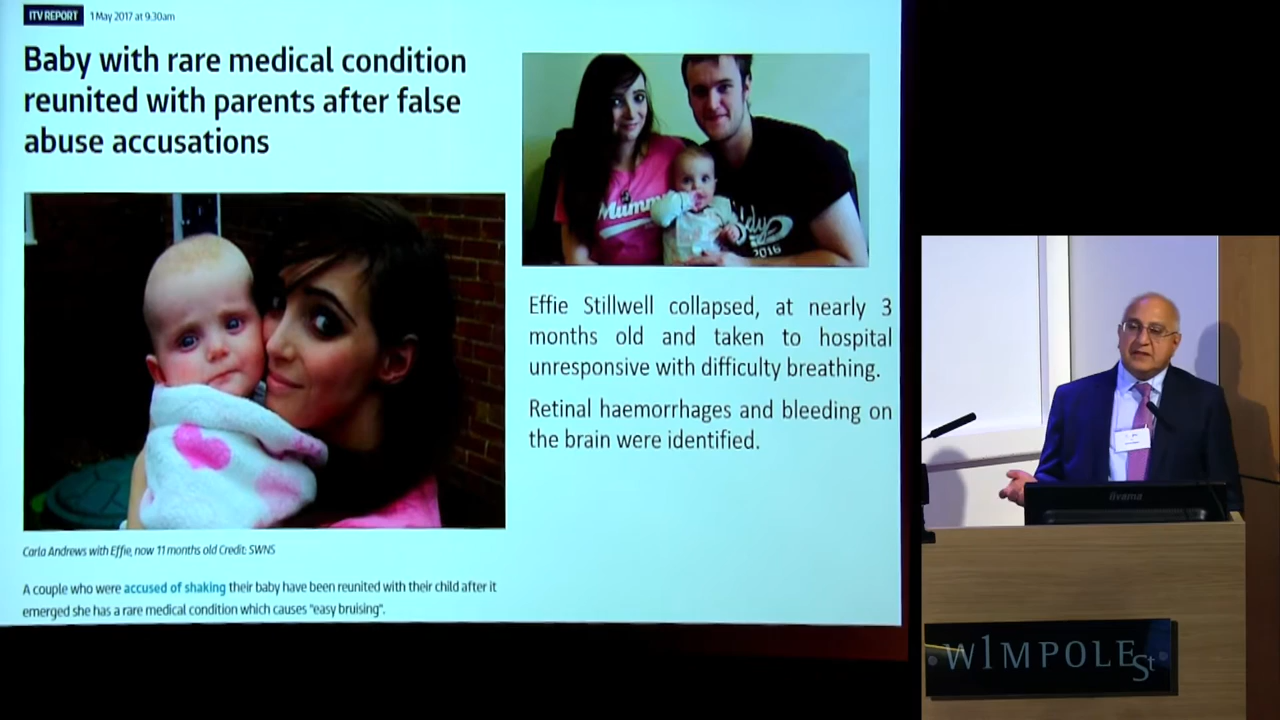 ITV REPORT 1 May 2017 at 9.30am
Baby with rare medical condition
reunited with parents after false
abuse accusations
Carla Andrews with Effie, now 11 months old Credit: SWNS
A couple who were accused of shaking their baby have been reunited with their child after it
emerged she has a rare medical condition which causes "easy bruising".
Mummy
2016
Effie Stillwell collapsed, at nearly 3
months old and taken to hospital
unresponsive with difficulty breathing.
Retinal haemorrhages and bleeding on
the brain were identified.
iiyama
W1MPOLE St